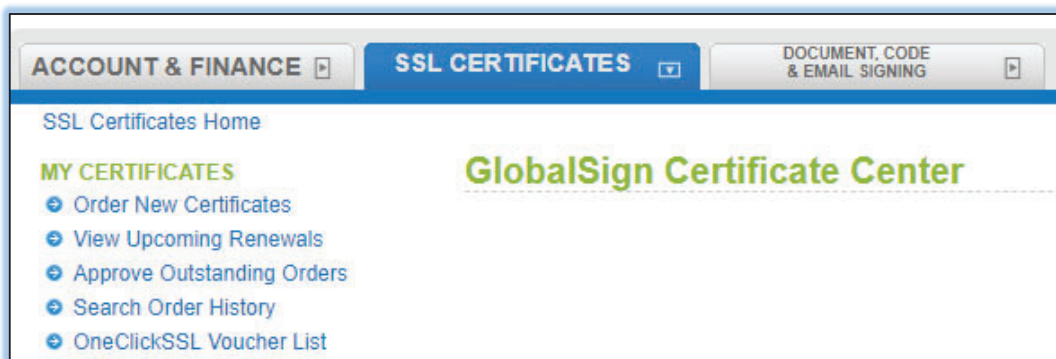 ACCOUNT & FINANCE
SSL CERTIFICATES
DOCUMENT, CODE
& EMAIL SIGNING
SSL Certificates Home
MY CERTIFICATES
Order New Certificates
View Upcoming Renewals
Approve Outstanding Orders
Search Order History
OneClickSSL Voucher List
GlobalSign Certificate Center